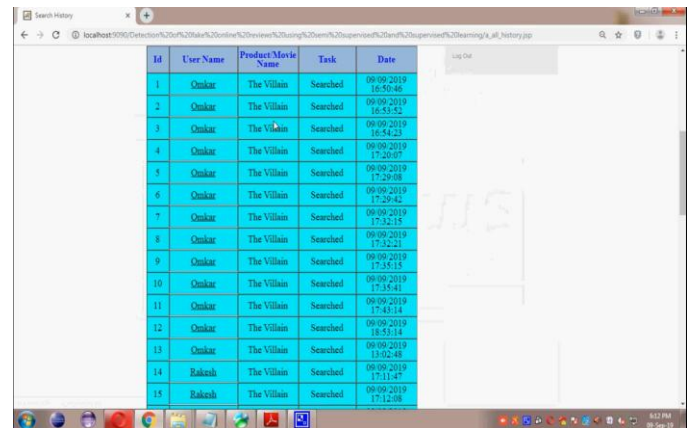 Search History
localhost:9090/Detection%20of%20fake%20online%20reviews%20using%20semi%20supervised%20and%20supervised%20learning/a_all_history.jsp
Log Out
Id User Name Product/Movie Name Task Date
1 Omkar The Villain Searched 09/09/2019 16:50:46
2 Omkar The Villain Searched 09/09/2019 16:53:52
3 Omkar The Villain Searched 09/09/2019 16:54:23
4 Omkar The Villain Searched 09/09/2019 17:20:07
5 Omkar The Villain Searched 09/09/2019 17:29:08
6 Omkar The Villain Searched 09/09/2019 17:29:42
7 Omkar The Villain Searched 09/09/2019 17:32:15
8 Omkar The Villain Searched 09/09/2019 17:32:21
9 Omkar The Villain Searched 09/09/2019 17:35:15
10 Omkar The Villain Searched 09/09/2019 17:35:41
11 Omkar The Villain Searched 09/09/2019 17:43:14
12 Omkar The Villain Searched 09/09/2019 18:53:14
13 Omkar The Villain Searched 09/09/2019 13:02:48
14 Rakesh The Villain Searched 09/09/2019 17:11:47
15 Rakesh The Villain Searched 09/09/2019 17:12:08
6:12 PM
09-Sep-19